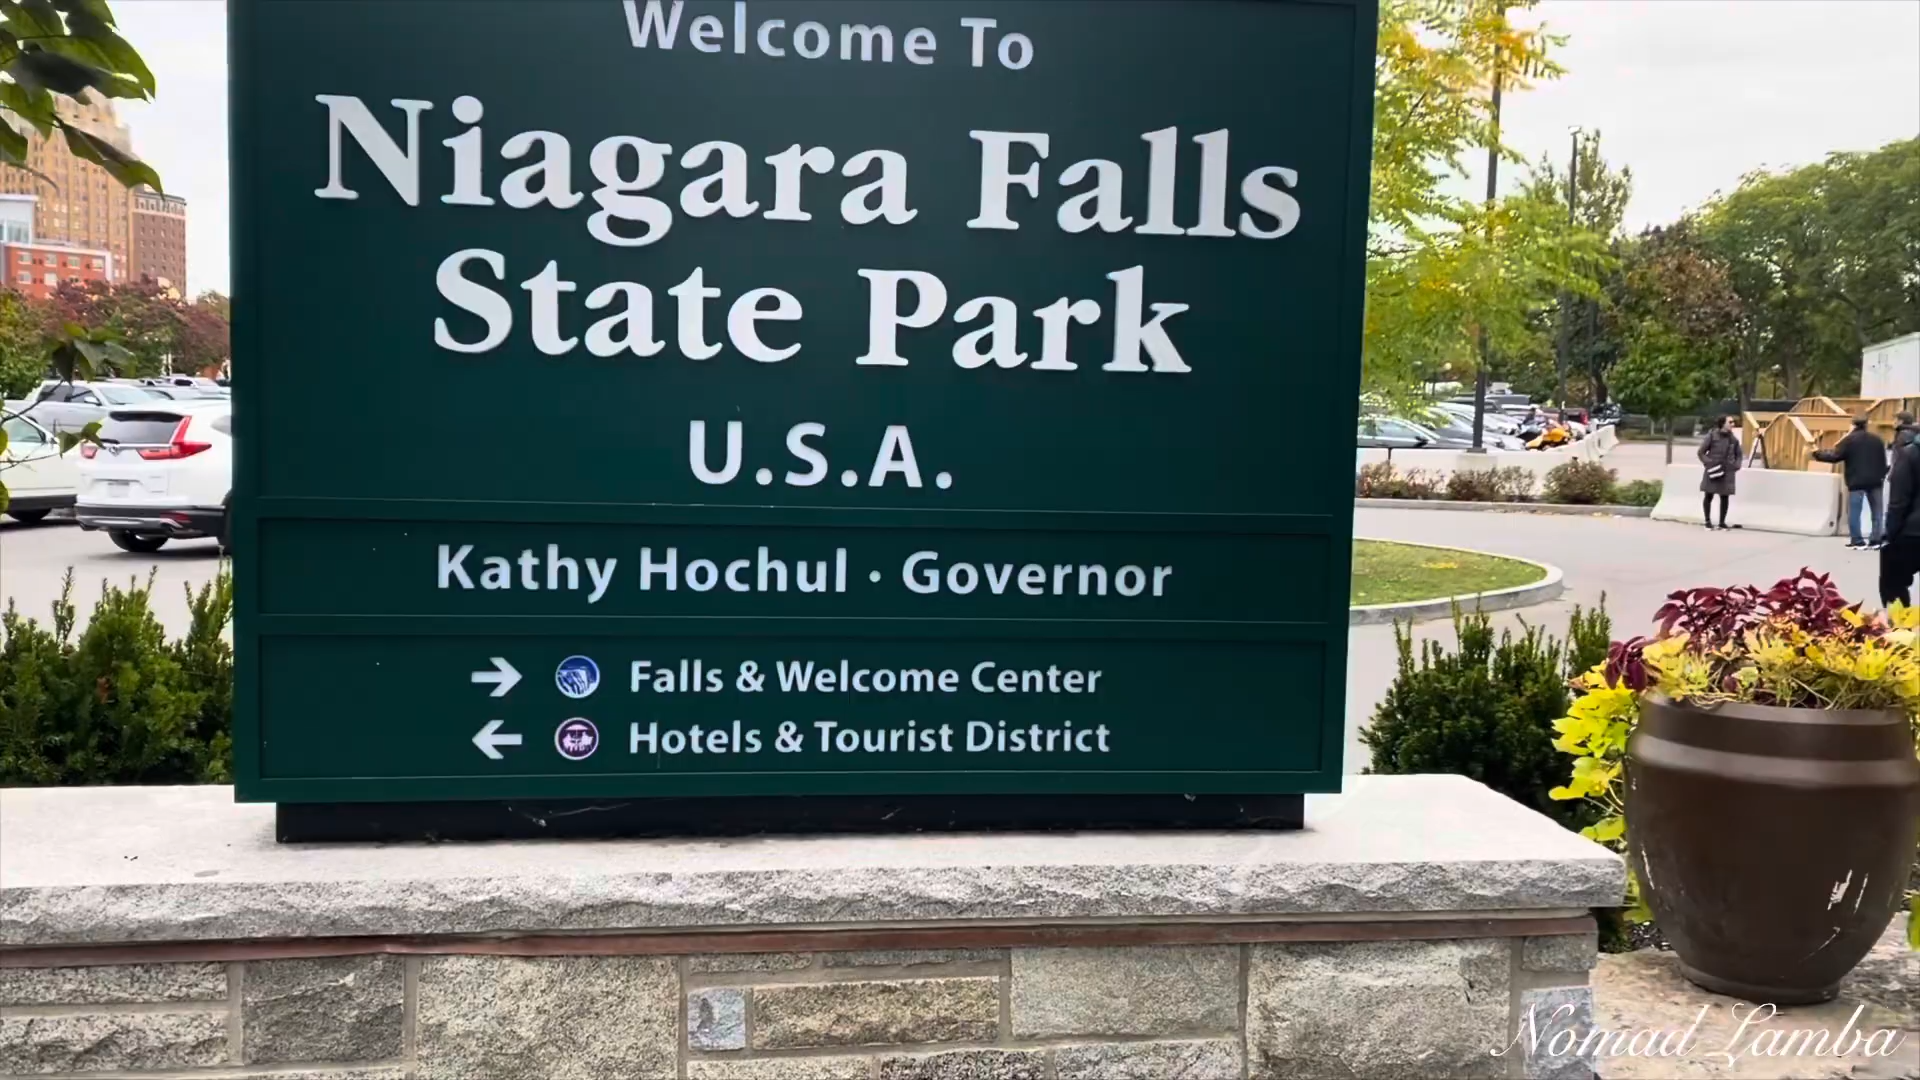 Welcome To
Niagara Falls
State Park
U.S.A.
Kathy Hochul · Governor
→ Falls & Welcome Center
← Hotels & Tourist District
Nomad Lamba